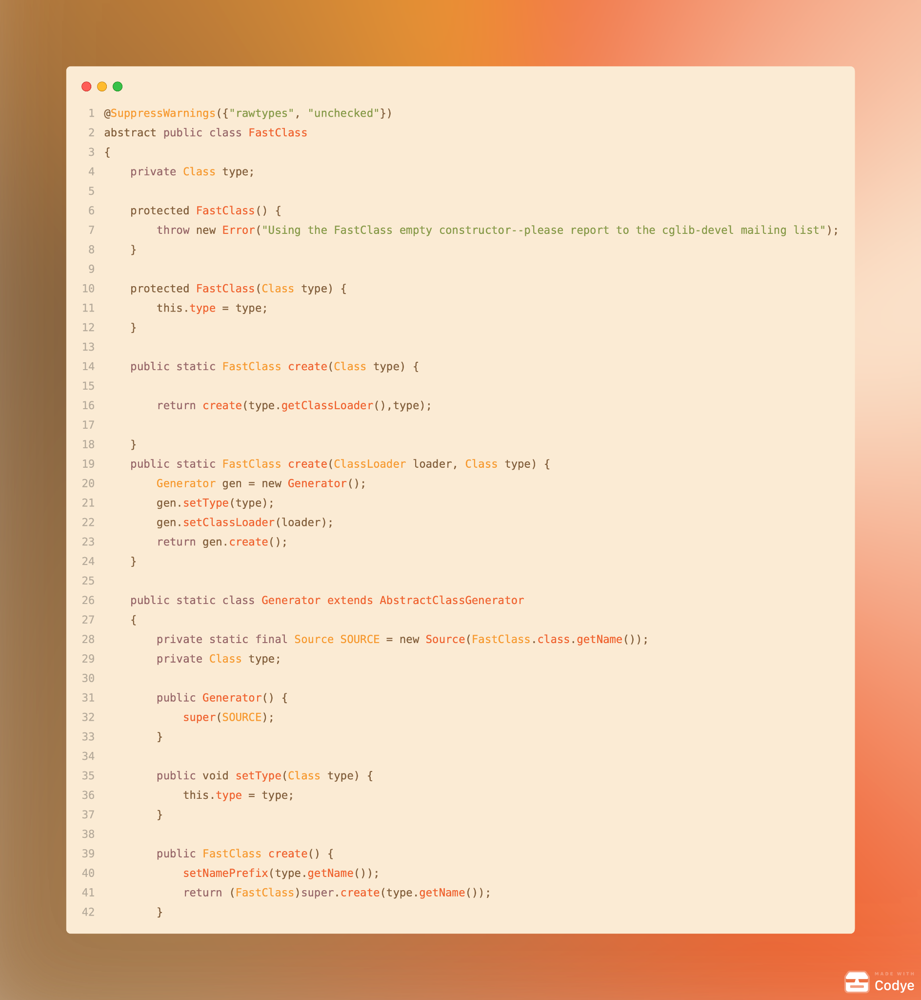 1 @SuppressWarnings({"rawtypes", "unchecked"})
2 abstract public class FastClass
3 {
4     private Class type;
5
6     protected FastClass() {
7         throw new Error("Using the FastClass empty constructor--please report to the cglib-devel mailing list");
8     }
9
10     protected FastClass(Class type) {
11         this.type = type;
12     }
13
14     public static FastClass create(Class type) {
15
16         return create(type.getClassLoader(),type);
17
18     }
19     public static FastClass create(ClassLoader loader, Class type) {
20         Generator gen = new Generator();
21         gen.setType(type);
22         gen.setClassLoader(loader);
23         return gen.create();
24     }
25
26     public static class Generator extends AbstractClassGenerator
27     {
28         private static final Source SOURCE = new Source(FastClass.class.getName());
29         private Class type;
30
31         public Generator() {
32             super(SOURCE);
33         }
34
35         public void setType(Class type) {
36             this.type = type;
37         }
38
39         public FastClass create() {
40             setNamePrefix(type.getName());
41             return (FastClass)super.create(type.getName());
42         }
MADE WITH
Codye